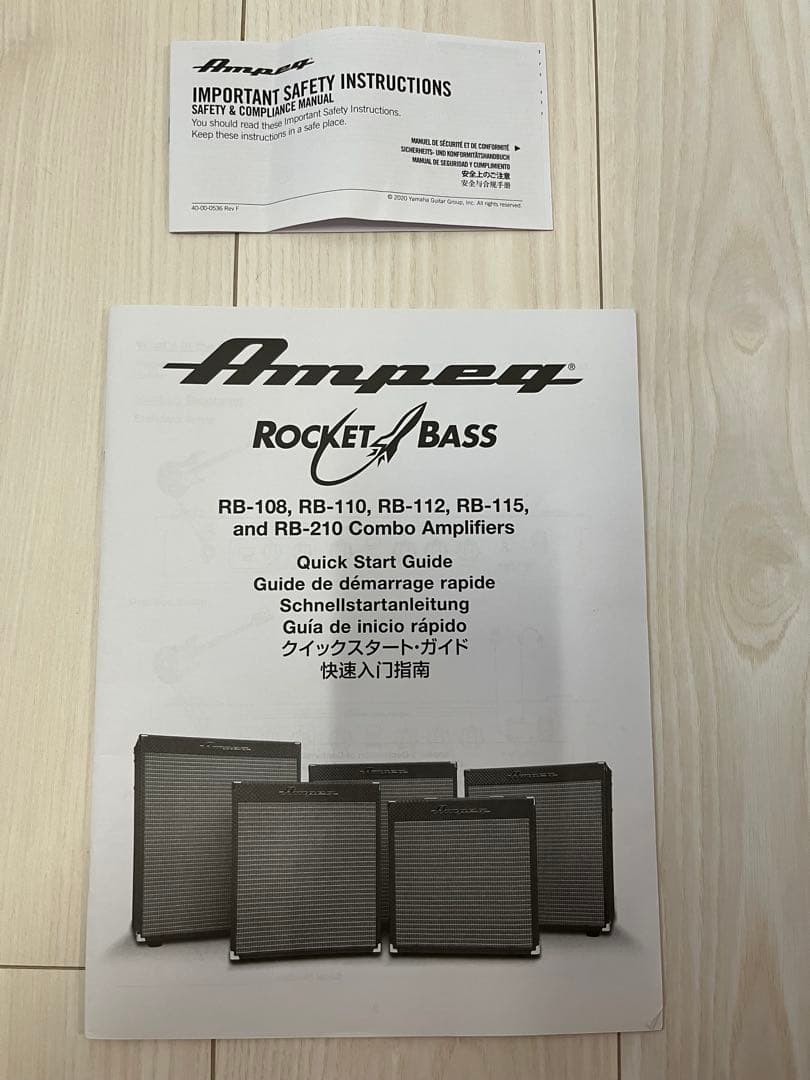 Ampeg
IMPORTANT SAFETY INSTRUCTIONS
SAFETY & COMPLIANCE MANUAL
You should read these Important Safety Instructions.
Keep these instructions in a safe place.
MANUEL DE SÉCURITÉ ET DE CONFORMITÉ ▶
SICHERHEITS- UND KONFORMITÄTSHANDBUCH
MANUAL DE SEGURIDAD Y CUMPLIMIENTO
安全上のご注意
安全与合规手册
40-00-0536 Rev F
© 2020 Yamaha Guitar Group, Inc. All rights reserved.
Ampeg®
ROCKET BASS
RB-108, RB-110, RB-112, RB-115,
and RB-210 Combo Amplifiers
Quick Start Guide
Guide de démarrage rapide
Schnellstartanleitung
Guía de inicio rápido
クイックスタート・ガイド
快速入门指南
Ampeg
Ampeg
Ampeg
Ampeg
Ampeg